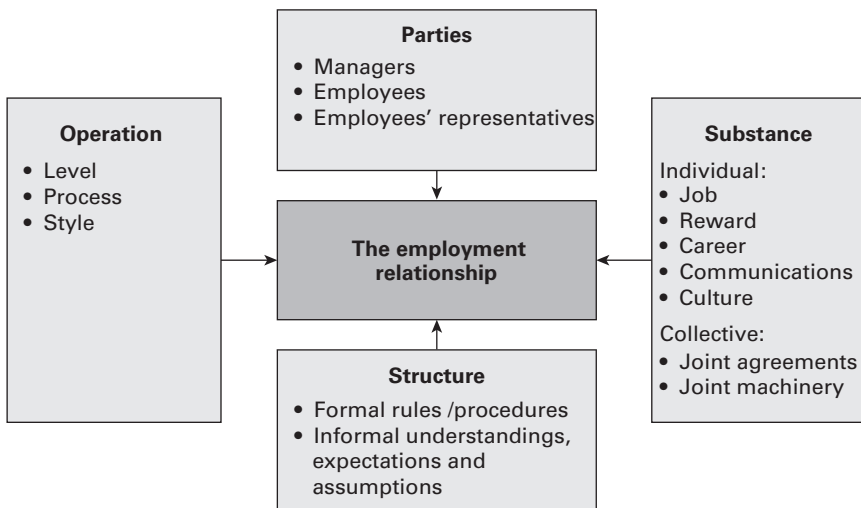 Parties
• Managers
• Employees
• Employees’ representatives
Operation
• Level
• Process
• Style
The employment
relationship
Substance
Individual:
• Job
• Reward
• Career
• Communications
• Culture
Collective:
• Joint agreements
• Joint machinery
Structure
• Formal rules /procedures
• Informal understandings,
expectations and
assumptions